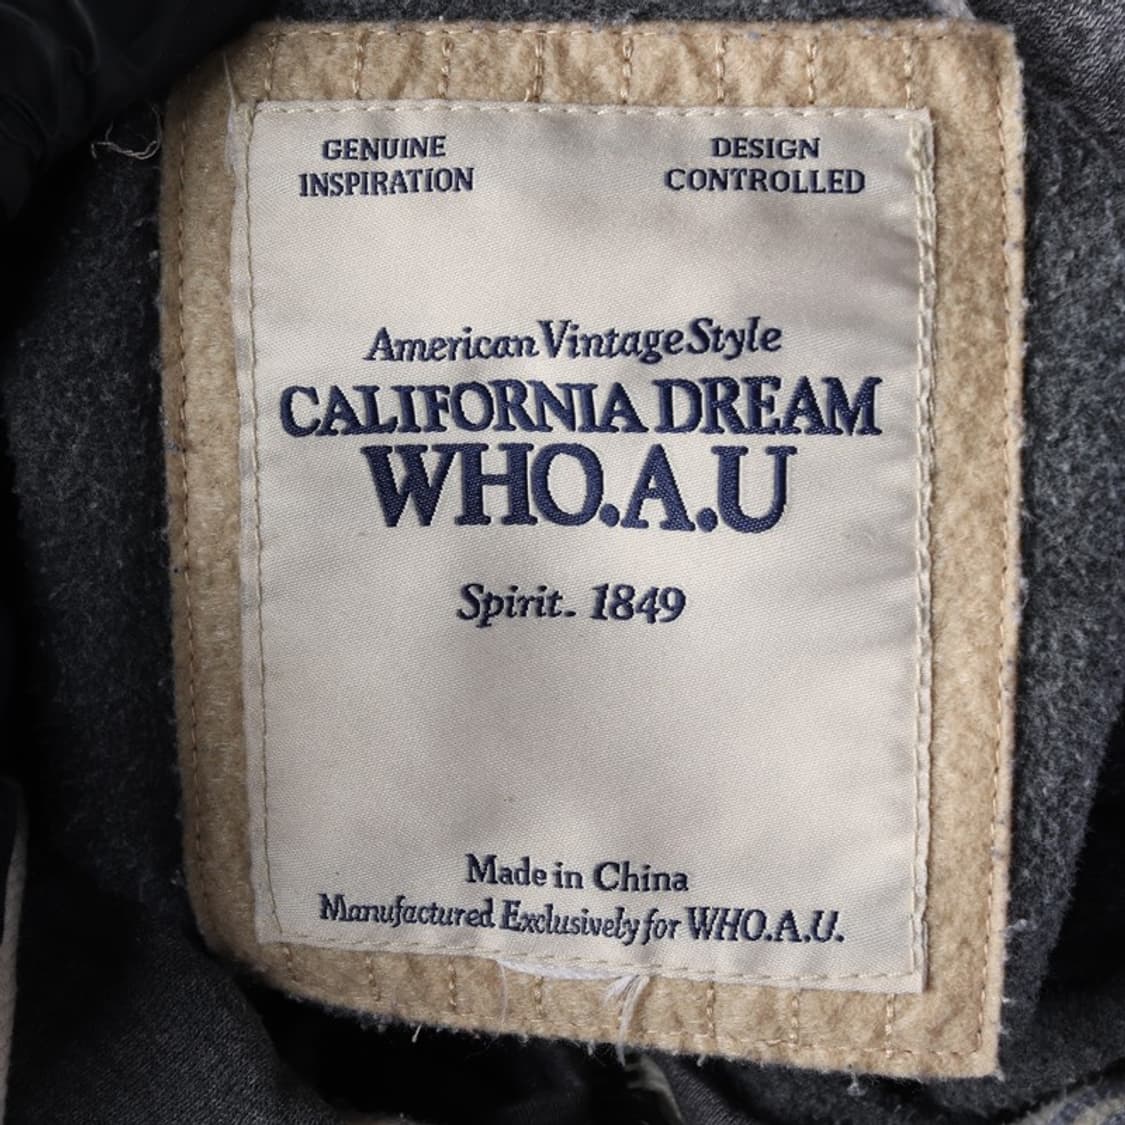 GENUINE
INSPIRATION
DESIGN
CONTROLLED
American Vintage Style
CALIFORNIA DREAM
WHO.A.U
Spirit. 1849
Made in China
Manufactured Exclusively for WHO.A.U.